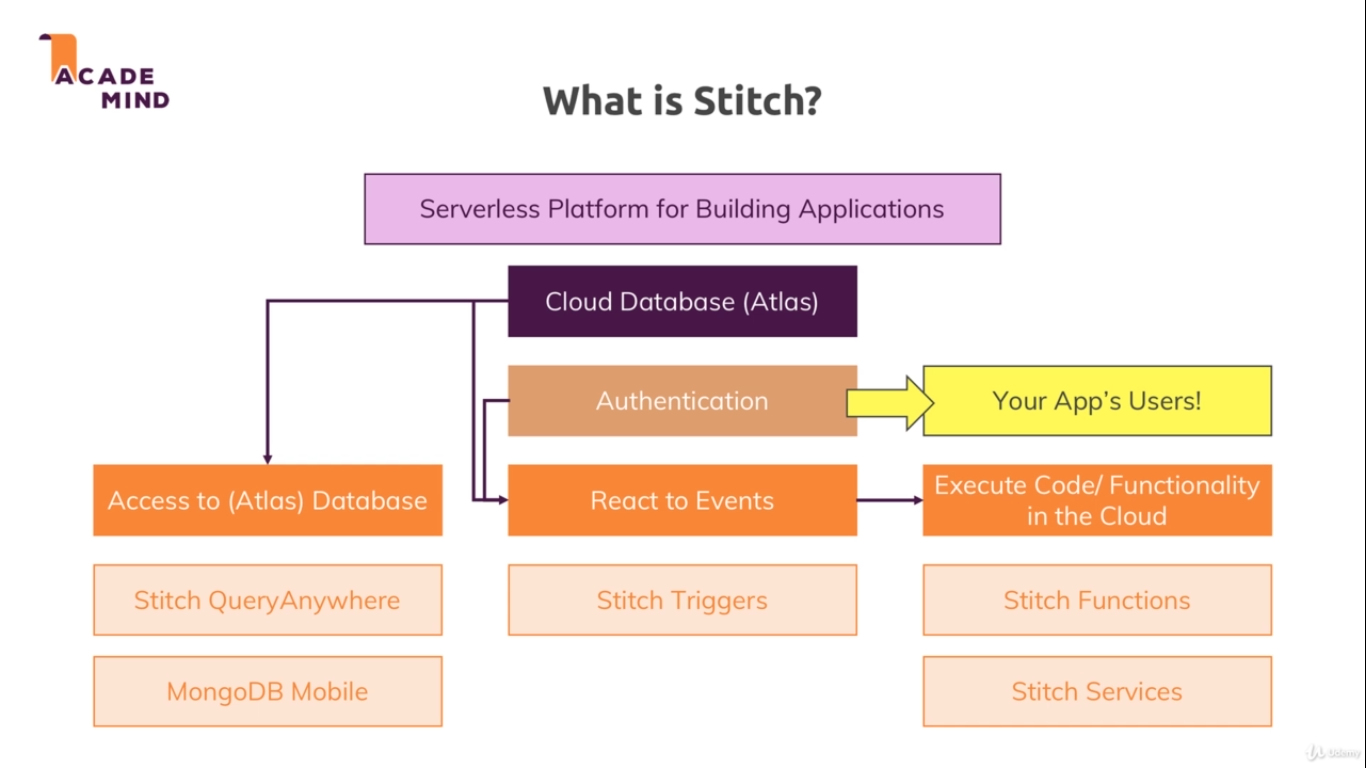 ACADE
MIND
What is Stitch?
Serverless Platform for Building Applications
Cloud Database (Atlas)
Authentication
Your App's Users!
Access to (Atlas) Database
React to Events
Execute Code/ Functionality
in the Cloud
Stitch QueryAnywhere
Stitch Triggers
Stitch Functions
MongoDB Mobile
Stitch Services
Udemy